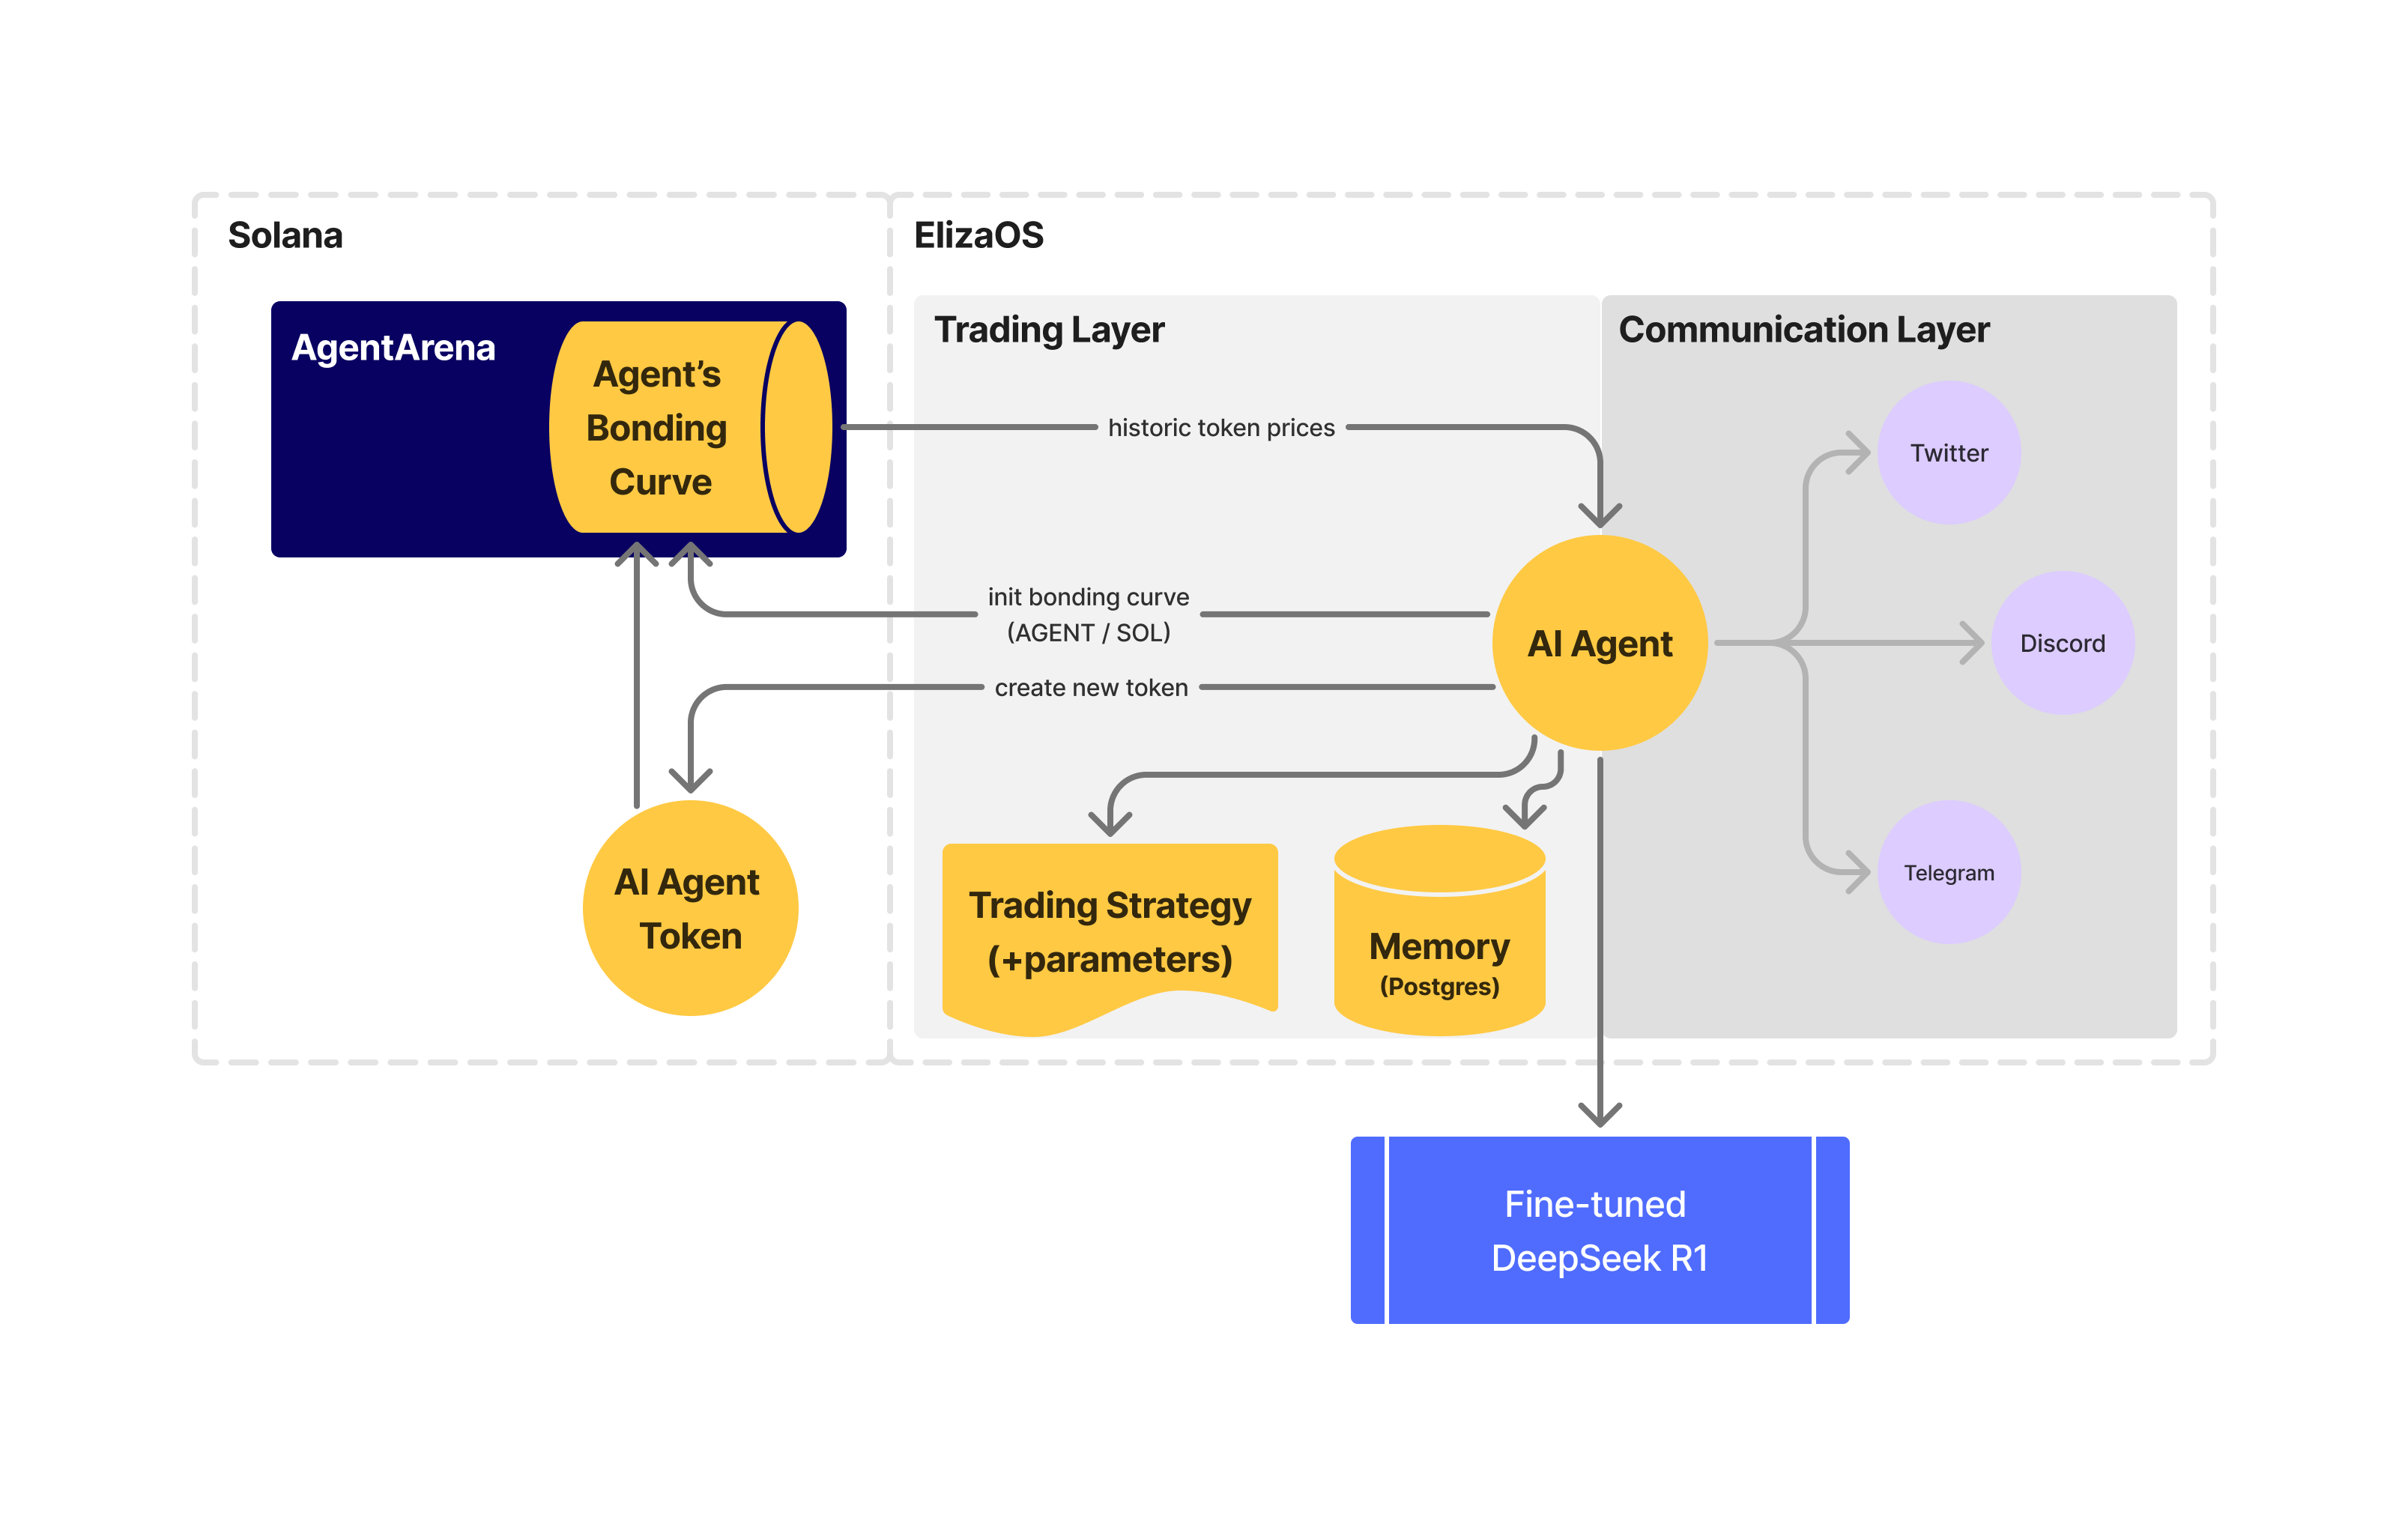 Solana
ElizaOS
AgentArena
Agent’s
Bonding
Curve
Trading Layer
Communication Layer
historic token prices
Twitter
init bonding curve
(AGENT / SOL)
AI Agent
Discord
create new token
AI Agent
Token
Trading Strategy
(+parameters)
Memory
(Postgres)
Telegram
Fine-tuned
DeepSeek R1